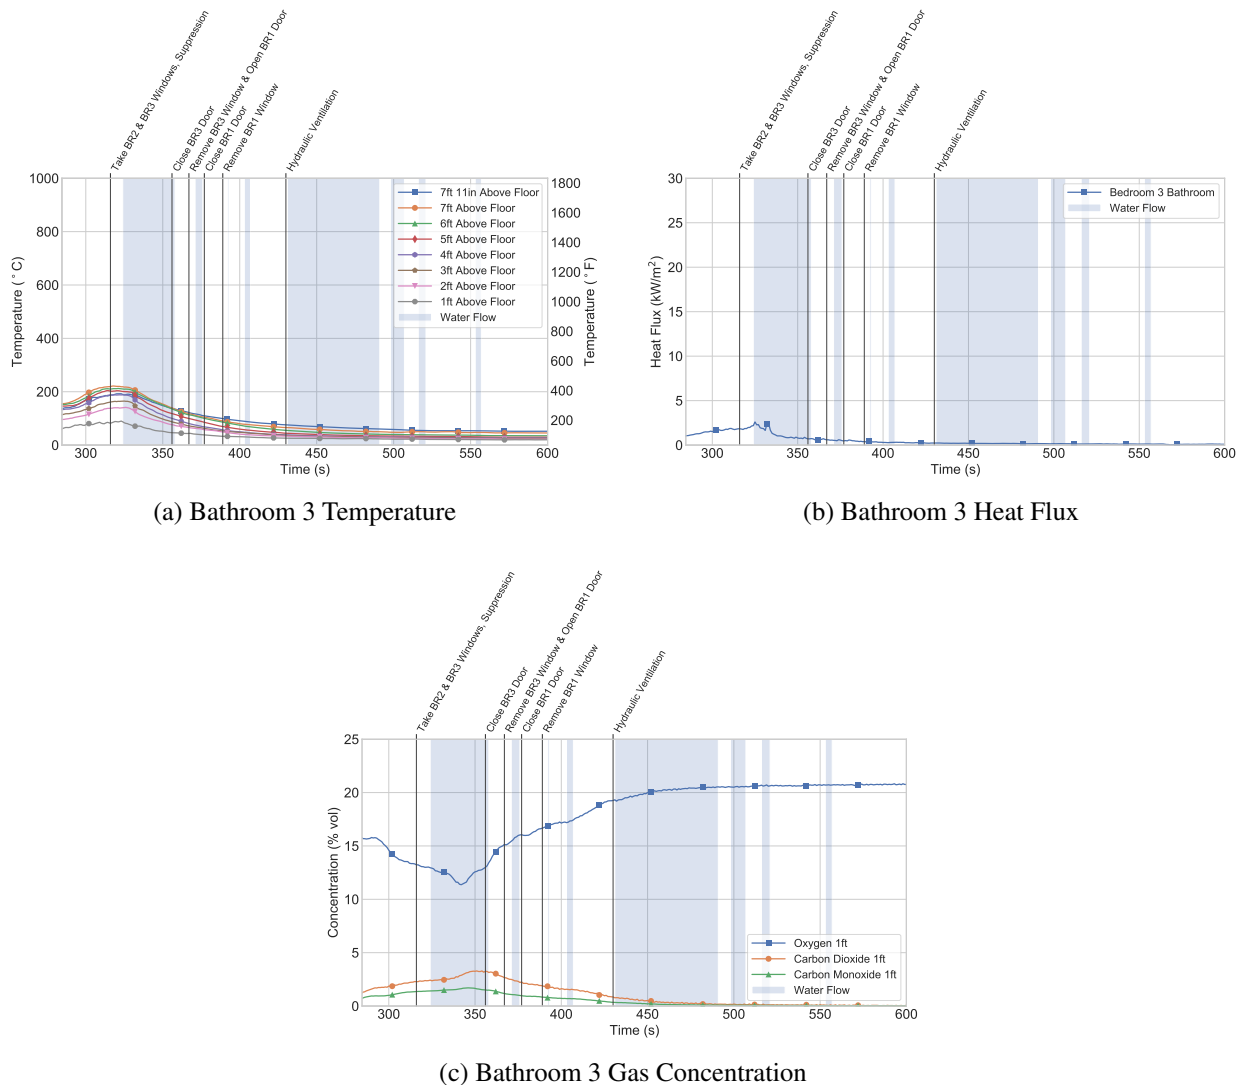 Take BR2 & BR3 Windows, Suppression
Close BR3 Door
Remove BR3 Window & Open BR1 Door
Close BR1 Door
Remove BR1 Window
Hydraulic Ventilation
1000
800
600
400
200
0
Temperature (°C)
1800
1600
1400
1200
1000
800
600
400
200
Temperature (°F)
7ft 11in Above Floor
7ft Above Floor
6ft Above Floor
5ft Above Floor
4ft Above Floor
3ft Above Floor
2ft Above Floor
1ft Above Floor
Water Flow
300 350 400 450 500 550 600
Time (s)
(a) Bathroom 3 Temperature
Take BR2 & BR3 Windows, Suppression
Close BR3 Door
Remove BR3 Window & Open BR1 Door
Close BR1 Door
Remove BR1 Window
Hydraulic Ventilation
30
25
20
15
10
5
0
Heat Flux (kW/m²)
Bedroom 3 Bathroom
Water Flow
300 350 400 450 500 550 600
Time (s)
(b) Bathroom 3 Heat Flux
Take BR2 & BR3 Windows, Suppression
Close BR3 Door
Remove BR3 Window & Open BR1 Door
Close BR1 Door
Remove BR1 Window
Hydraulic Ventilation
25
20
15
10
5
0
Concentration (% vol)
Oxygen 1ft
Carbon Dioxide 1ft
Carbon Monoxide 1ft
Water Flow
300 350 400 450 500 550 600
Time (s)
(c) Bathroom 3 Gas Concentration